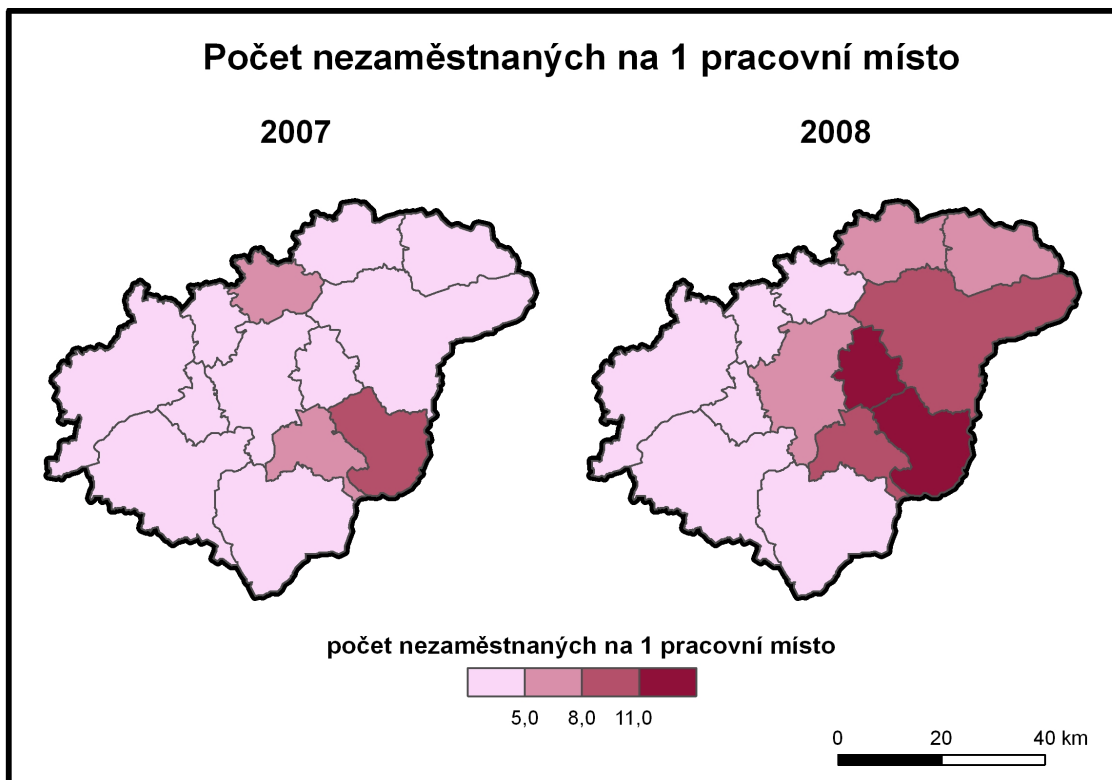 Počet nezaměstnaných na 1 pracovní místo
2007 2008
počet nezaměstnaných na 1 pracovní místo
5,0 8,0 11,0
0 20 40 km